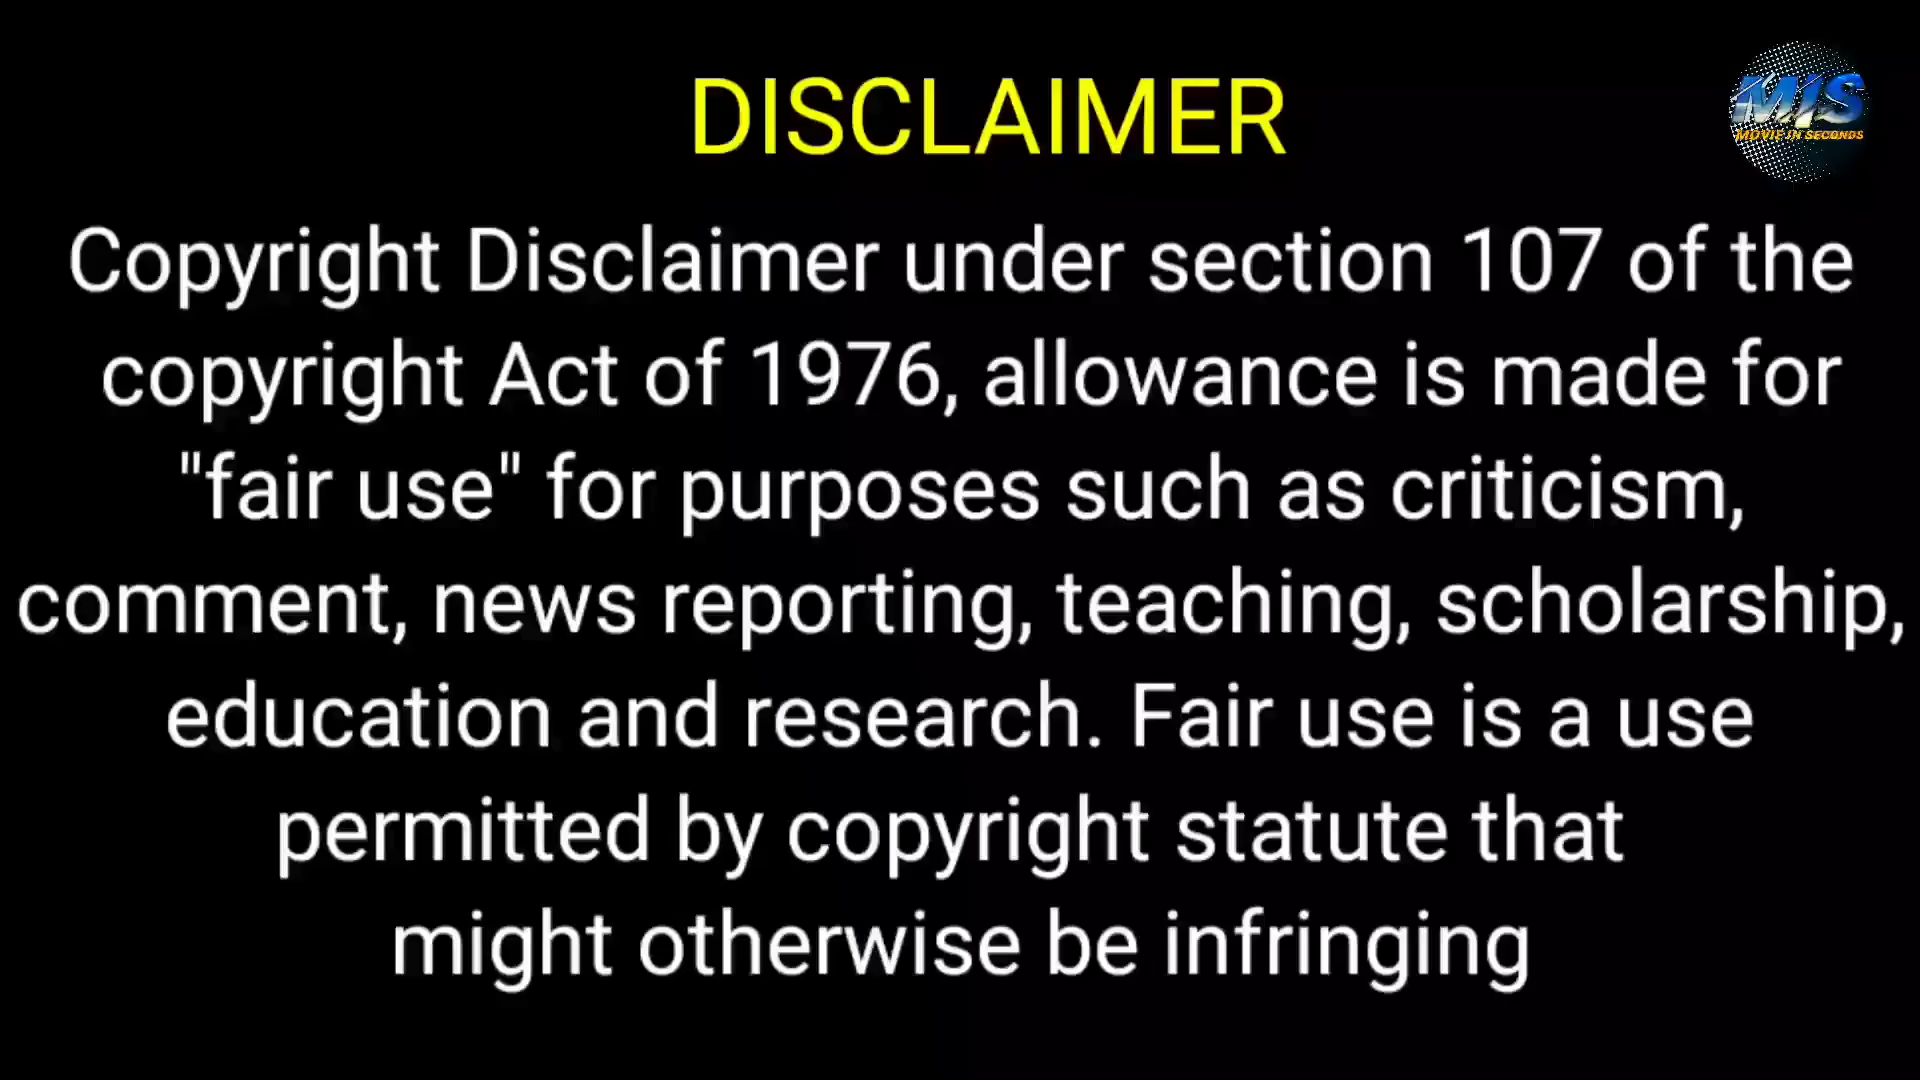 DISCLAIMER
MIS
MOVIE IN SECONDS
Copyright Disclaimer under section 107 of the
copyright Act of 1976, allowance is made for
"fair use" for purposes such as criticism,
comment, news reporting, teaching, scholarship,
education and research. Fair use is a use
permitted by copyright statute that
might otherwise be infringing